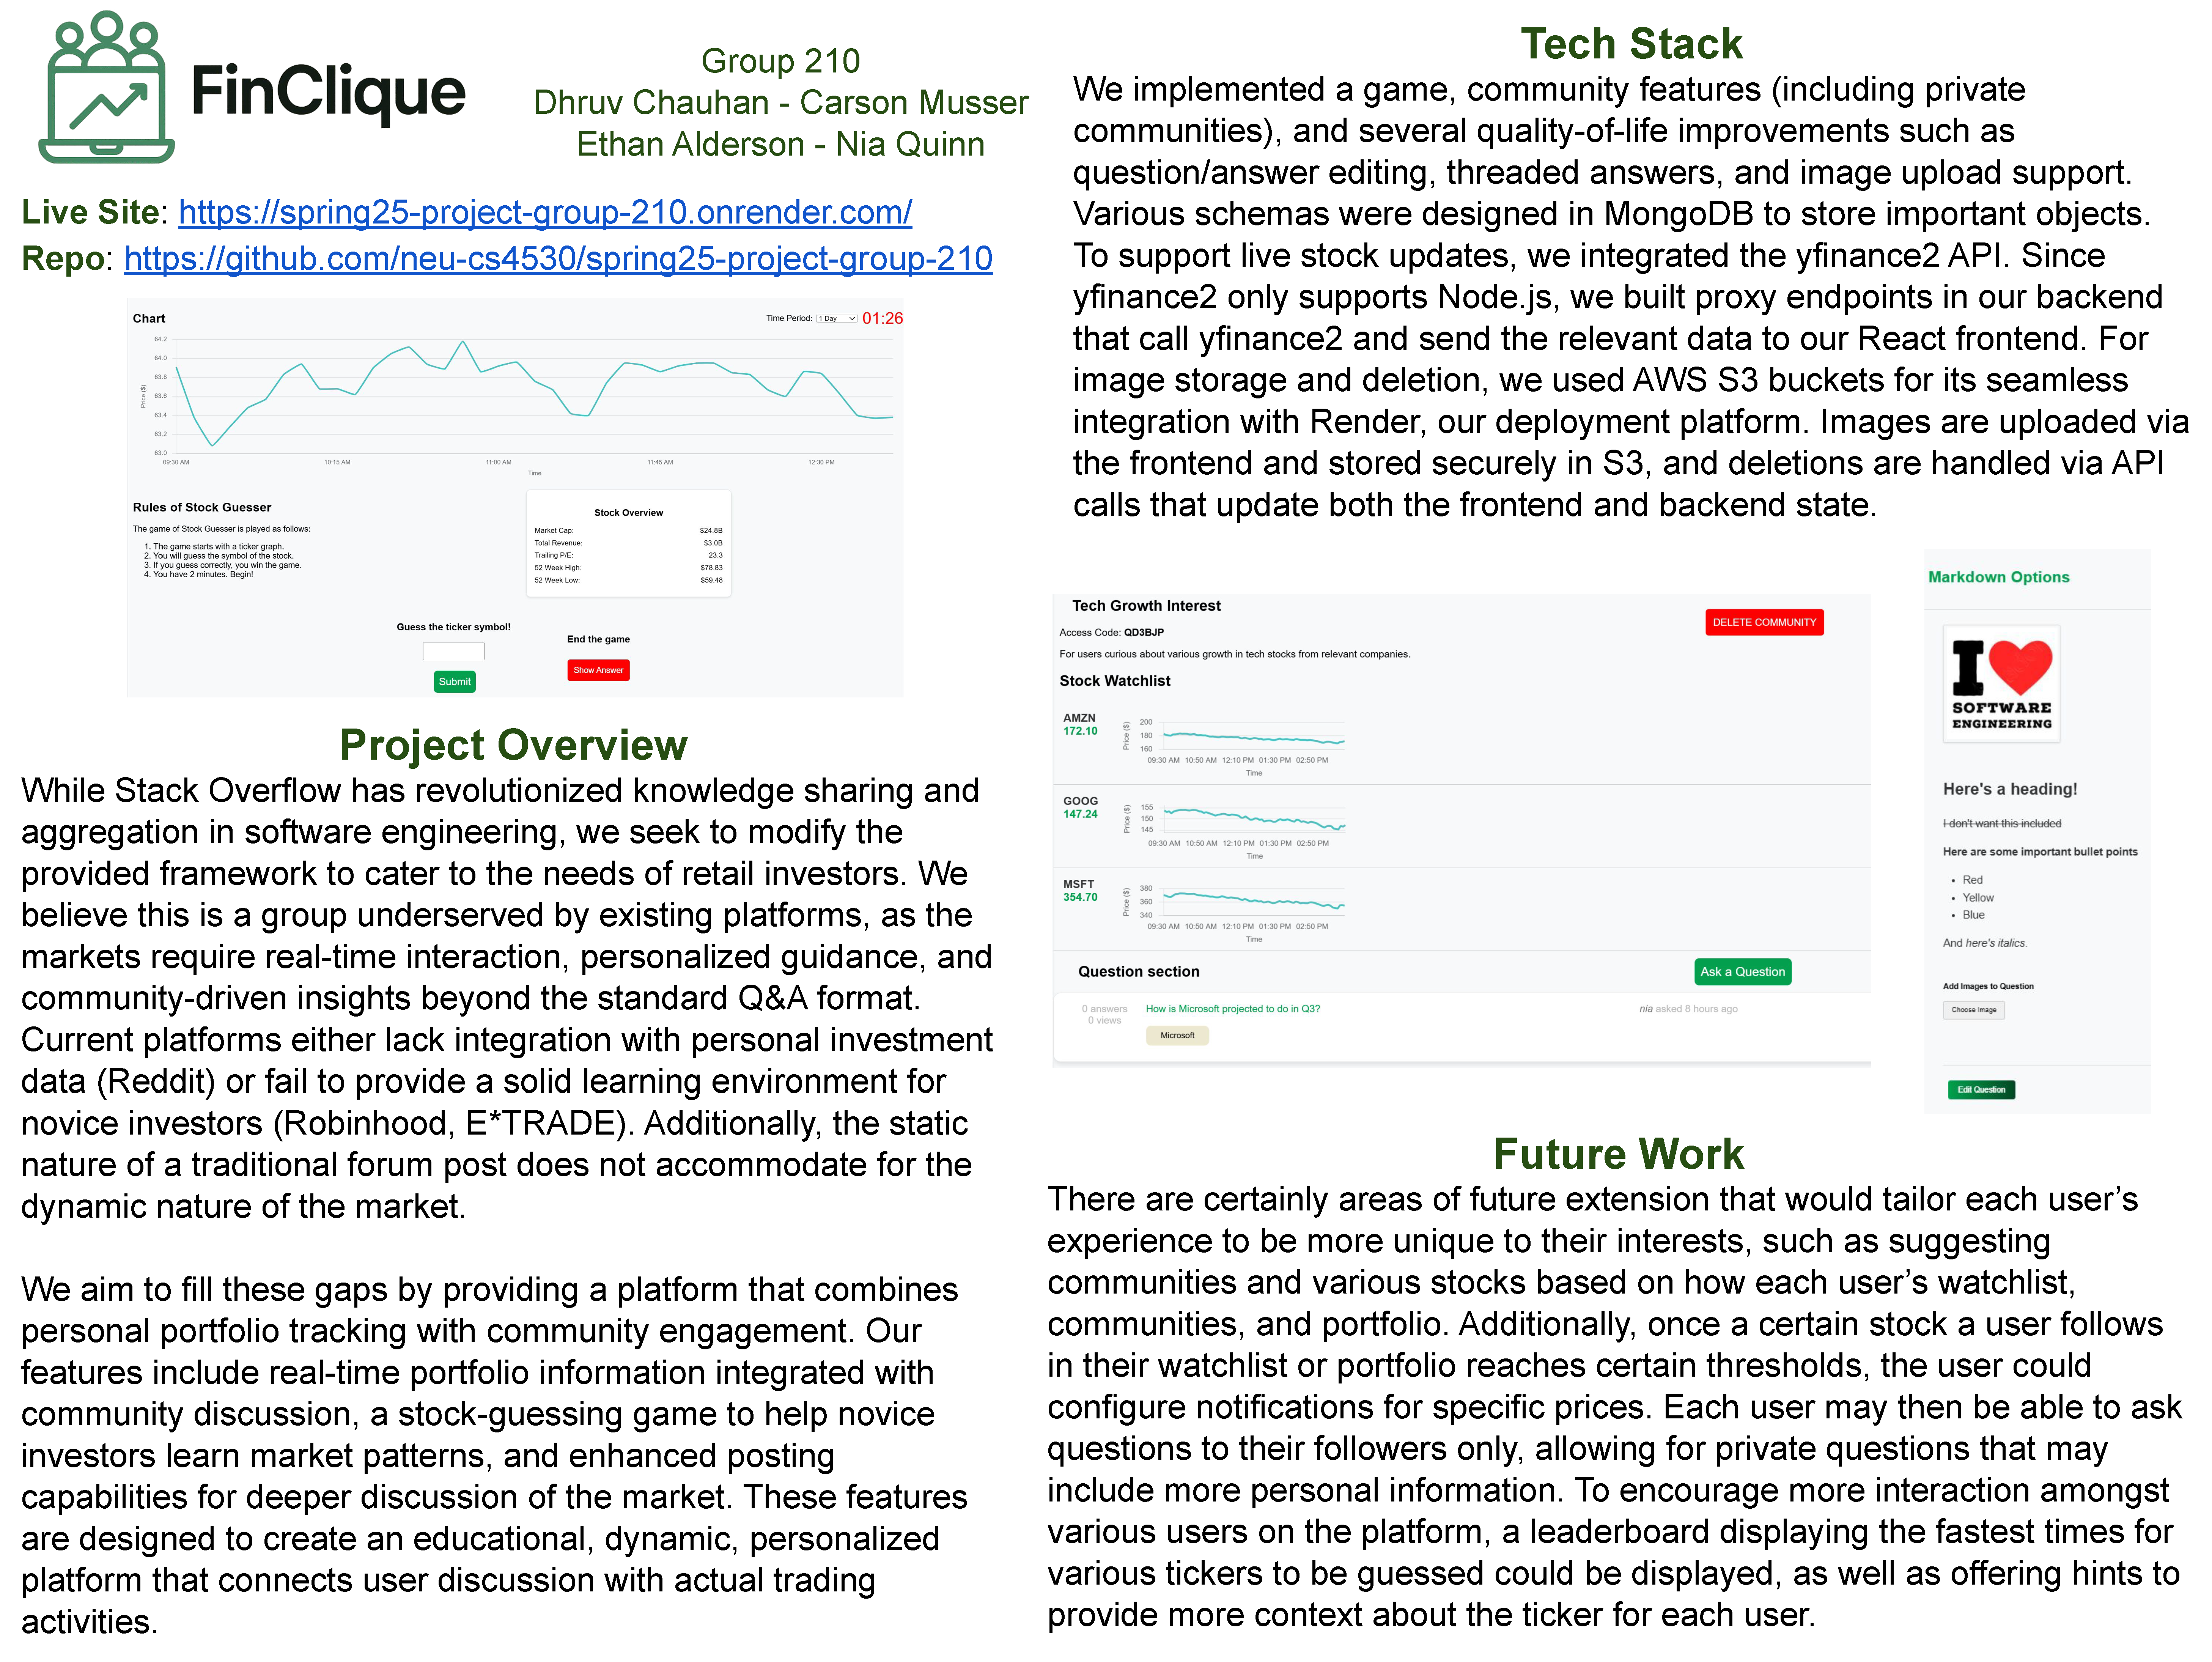 FinClique
Group 210
Dhruv Chauhan - Carson Musser
Ethan Alderson - Nia Quinn
Live Site: https://spring25-project-group-210.onrender.com/
Repo: https://github.com/neu-cs4530/spring25-project-group-210
Chart
Time Period: 1 Day 01:26
64.2
64.0
63.8
63.6
63.4
63.2
63.0
Price ($)
09:30 AM 10:15 AM 11:00 AM 11:45 AM 12:30 PM
Time
Rules of Stock Guesser
The game of Stock Guesser is played as follows:
1. The game starts with a ticker graph.
2. You will guess the symbol of the stock.
3. If you guess correctly, you win the game.
4. You have 2 minutes. Begin!
Stock Overview
Market Cap: $24.8B
Total Revenue: $3.0B
Trailing P/E: 23.3
52 Week High: $78.83
52 Week Low: $59.48
Guess the ticker symbol!
Submit
End the game
Show Answer
Project Overview
While Stack Overflow has revolutionized knowledge sharing and
aggregation in software engineering, we seek to modify the
provided framework to cater to the needs of retail investors. We
believe this is a group underserved by existing platforms, as the
markets require real-time interaction, personalized guidance, and
community-driven insights beyond the standard Q&A format.
Current platforms either lack integration with personal investment
data (Reddit) or fail to provide a solid learning environment for
novice investors (Robinhood, E*TRADE). Additionally, the static
nature of a traditional forum post does not accommodate for the
dynamic nature of the market.
We aim to fill these gaps by providing a platform that combines
personal portfolio tracking with community engagement. Our
features include real-time portfolio information integrated with
community discussion, a stock-guessing game to help novice
investors learn market patterns, and enhanced posting
capabilities for deeper discussion of the market. These features
are designed to create an educational, dynamic, personalized
platform that connects user discussion with actual trading
activities.
Tech Stack
We implemented a game, community features (including private
communities), and several quality-of-life improvements such as
question/answer editing, threaded answers, and image upload support.
Various schemas were designed in MongoDB to store important objects.
To support live stock updates, we integrated the yfinance2 API. Since
yfinance2 only supports Node.js, we built proxy endpoints in our backend
that call yfinance2 and send the relevant data to our React frontend. For
image storage and deletion, we used AWS S3 buckets for its seamless
integration with Render, our deployment platform. Images are uploaded via
the frontend and stored securely in S3, and deletions are handled via API
calls that update both the frontend and backend state.
Tech Growth Interest
DELETE COMMUNITY
Access Code: QD3BJP
For users curious about various growth in tech stocks from relevant companies.
Stock Watchlist
AMZN
172.10
Price ($)
200
180
160
09:30 AM 10:50 AM 12:10 PM 01:30 PM 02:50 PM
Time
GOOG
147.24
Price ($)
155
150
145
09:30 AM 10:50 AM 12:10 PM 01:30 PM 02:50 PM
Time
MSFT
354.70
Price ($)
380
360
340
09:30 AM 10:50 AM 12:10 PM 01:30 PM 02:50 PM
Time
Question section
Ask a Question
0 answers
0 views
How is Microsoft projected to do in Q3?
Microsoft
nia asked 8 hours ago
Markdown Options
I
SOFTWARE
ENGINEERING
Here's a heading!
I don't want this included
Here are some important bullet points
• Red
• Yellow
• Blue
And here's italics.
Add Images to Question
Choose Image
Edit Question
Future Work
There are certainly areas of future extension that would tailor each user’s
experience to be more unique to their interests, such as suggesting
communities and various stocks based on how each user’s watchlist,
communities, and portfolio. Additionally, once a certain stock a user follows
in their watchlist or portfolio reaches certain thresholds, the user could
configure notifications for specific prices. Each user may then be able to ask
questions to their followers only, allowing for private questions that may
include more personal information. To encourage more interaction amongst
various users on the platform, a leaderboard displaying the fastest times for
various tickers to be guessed could be displayed, as well as offering hints to
provide more context about the ticker for each user.